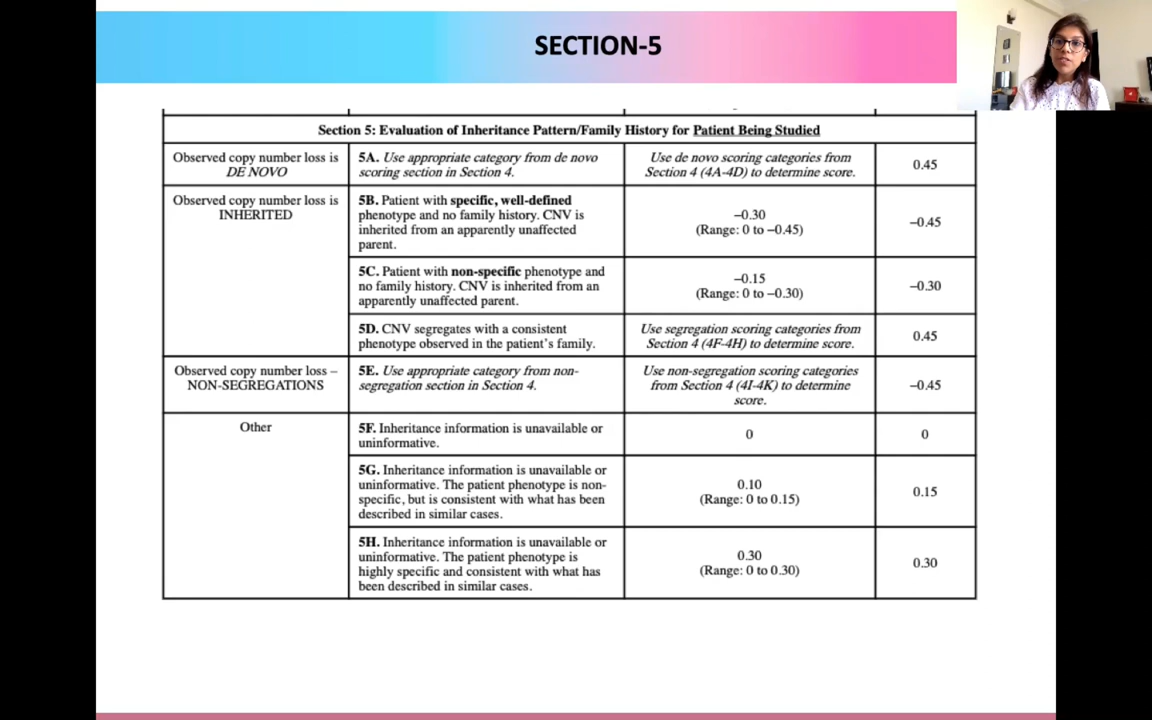 SECTION-5
Section 5: Evaluation of Inheritance Pattern/Family History for Patient Being Studied
Observed copy number loss is
DE NOVO
5A. Use appropriate category from de novo
scoring section in Section 4.
Use de novo scoring categories from
Section 4 (4A-4D) to determine score.
0.45
Observed copy number loss is
INHERITED
5B. Patient with specific, well-defined
phenotype and no family history. CNV is
inherited from an apparently unaffected
parent.
–0.30
(Range: 0 to –0.45)
–0.45
5C. Patient with non-specific phenotype and
no family history. CNV is inherited from an
apparently unaffected parent.
–0.15
(Range: 0 to –0.30)
–0.30
5D. CNV segregates with a consistent
phenotype observed in the patient's family.
Use segregation scoring categories from
Section 4 (4F-4H) to determine score.
0.45
Observed copy number loss –
NON-SEGREGATIONS
5E. Use appropriate category from non-
segregation section in Section 4.
Use non-segregation scoring categories
from Section 4 (4I-4K) to determine
score.
–0.45
Other
5F. Inheritance information is unavailable or
uninformative.
0
0
5G. Inheritance information is unavailable or
uninformative. The patient phenotype is non-
specific, but is consistent with what has been
described in similar cases.
0.10
(Range: 0 to 0.15)
0.15
5H. Inheritance information is unavailable or
uninformative. The patient phenotype is
highly specific and consistent with what has
been described in similar cases.
0.30
(Range: 0 to 0.30)
0.30